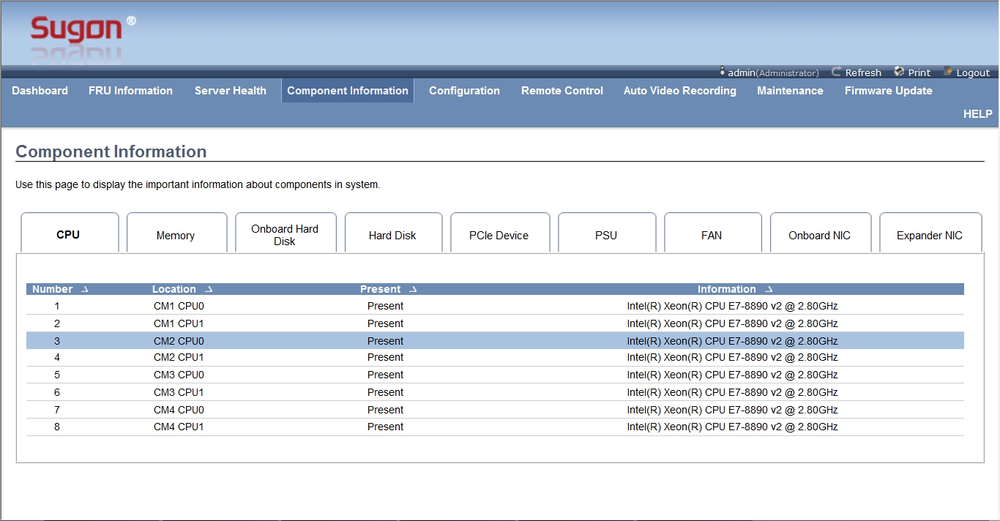 Sugon®
admin(Administrator) Refresh Print Logout
Dashboard FRU Information Server Health Component Information Configuration Remote Control Auto Video Recording Maintenance Firmware Update
HELP
Component Information
Use this page to display the important information about components in system.
CPU Memory Onboard Hard Disk Hard Disk PCIe Device PSU FAN Onboard NIC Expander NIC
Number Location Present Information
1 CM1 CPU0 Present Intel(R) Xeon(R) CPU E7-8890 v2 @ 2.80GHz
2 CM1 CPU1 Present Intel(R) Xeon(R) CPU E7-8890 v2 @ 2.80GHz
3 CM2 CPU0 Present Intel(R) Xeon(R) CPU E7-8890 v2 @ 2.80GHz
4 CM2 CPU1 Present Intel(R) Xeon(R) CPU E7-8890 v2 @ 2.80GHz
5 CM3 CPU0 Present Intel(R) Xeon(R) CPU E7-8890 v2 @ 2.80GHz
6 CM3 CPU1 Present Intel(R) Xeon(R) CPU E7-8890 v2 @ 2.80GHz
7 CM4 CPU0 Present Intel(R) Xeon(R) CPU E7-8890 v2 @ 2.80GHz
8 CM4 CPU1 Present Intel(R) Xeon(R) CPU E7-8890 v2 @ 2.80GHz